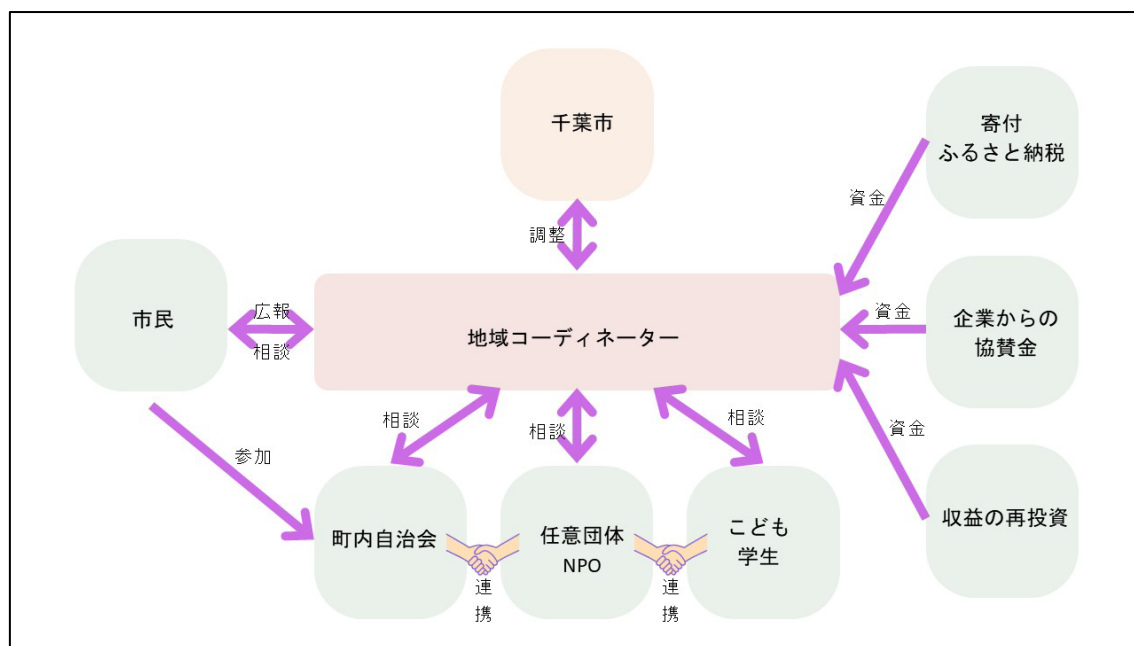 千葉市
寄付
ふるさと納税
資金
調整
市民
広報
相談
地域コーディネーター
資金
企業からの
協賛金
相談
相談
相談
資金
参加
町内自治会
任意団体
NPO
こども
学生
収益の再投資
連
携
連
携